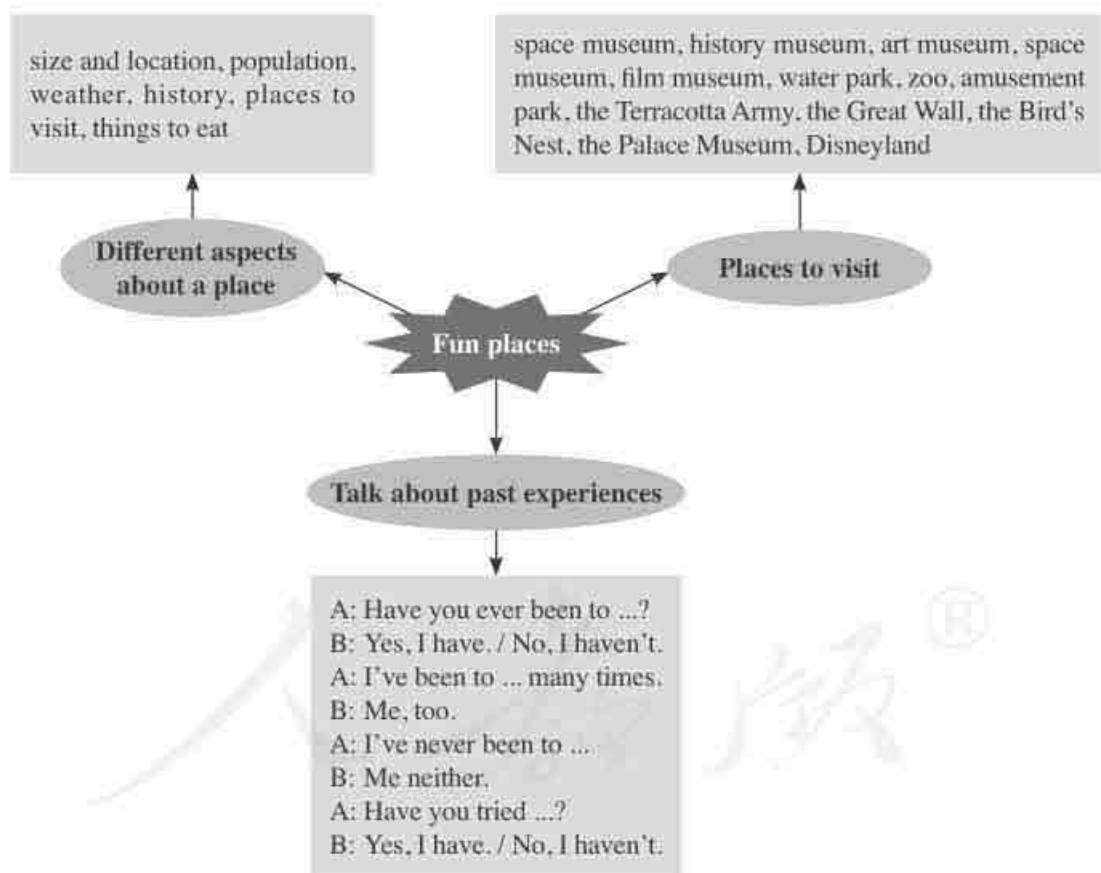 size and location, population,
weather, history, places to
visit, things to eat
space museum, history museum, art museum, space
museum, film museum, water park, zoo, amusement
park, the Terracotta Army, the Great Wall, the Bird's
Nest, the Palace Museum, Disneyland
Different aspects
about a place
Places to visit
Fun places
Talk about past experiences
A: Have you ever been to ...?
B: Yes, I have. / No, I haven't.
A: I've been to ... many times.
B: Me, too.
A: I've never been to ...
B: Me neither.
A: Have you tried ...?
B: Yes, I have. / No, I haven't.
人教版®